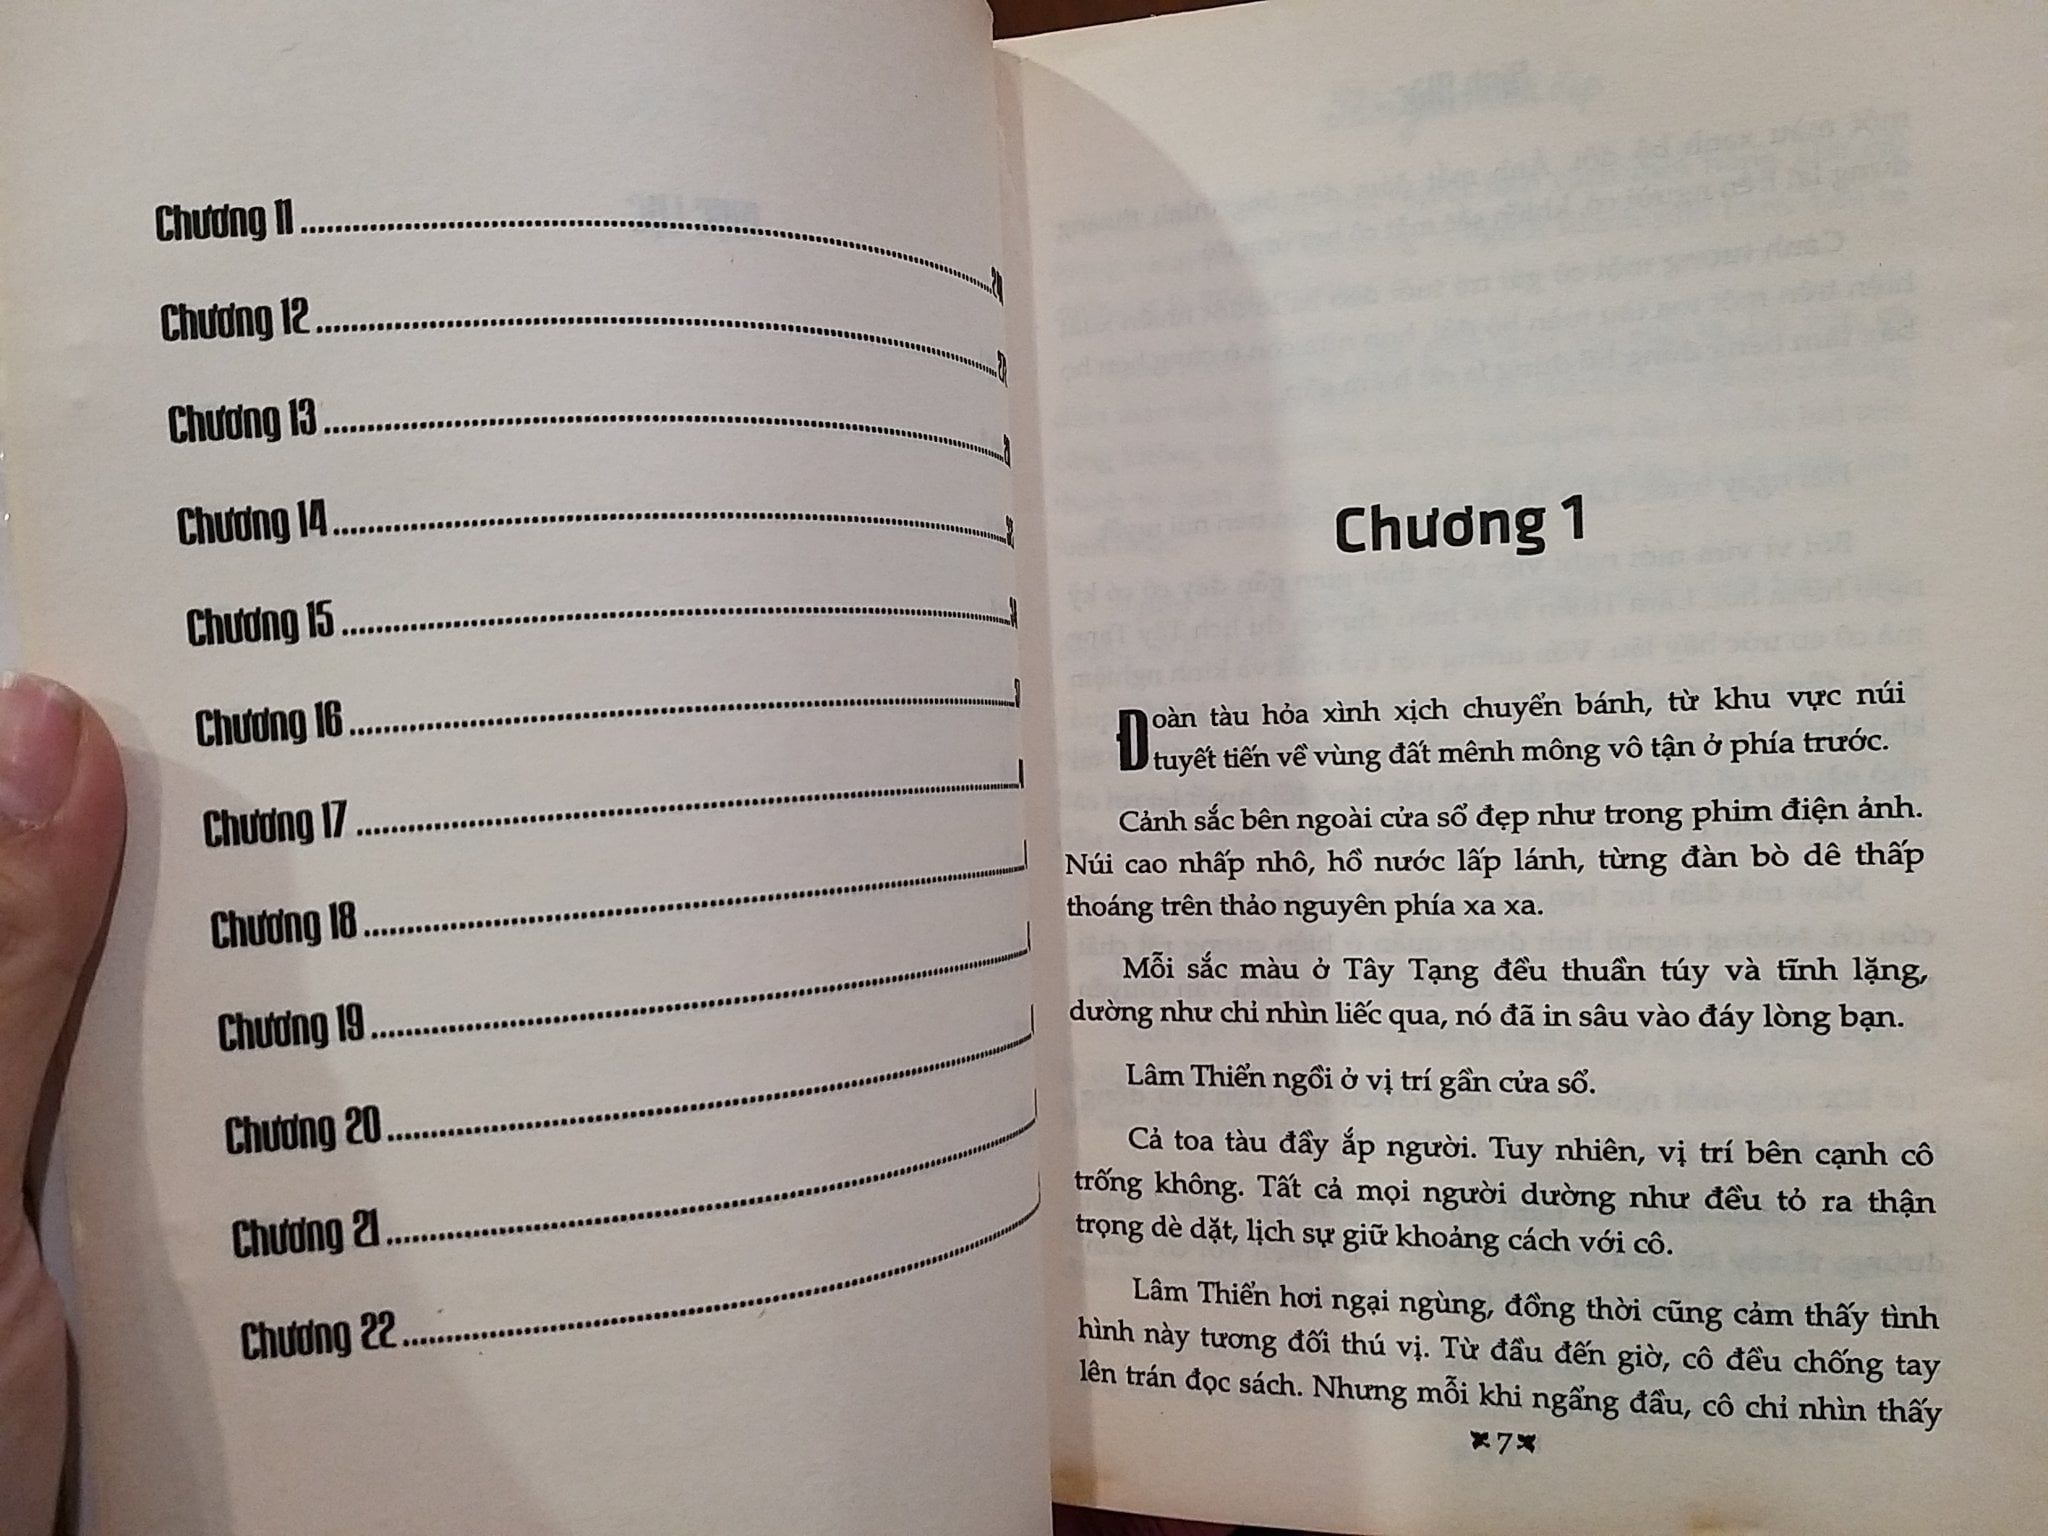 Chương 11
Chương 12
Chương 13
Chương 14
Chương 15
Chương 16
Chương 17
Chương 18
Chương 19
Chương 20
Chương 21
Chương 22
Chương 1
Đoàn tàu hỏa xình xịch chuyển bánh, từ khu vực núi
tuyết tiến về vùng đất mênh mông vô tận ở phía trước.
Cảnh sắc bên ngoài cửa sổ đẹp như trong phim điện ảnh.
Núi cao nhấp nhô, hồ nước lấp lánh, từng đàn bò dê thấp
thoáng trên thảo nguyên phía xa xa.
Mỗi sắc màu ở Tây Tạng đều thuần túy và tĩnh lặng,
dường như chỉ nhìn liếc qua, nó đã in sâu vào đáy lòng bạn.
Lâm Thiển ngồi ở vị trí gần cửa sổ.
Cả toa tàu đầy ắp người. Tuy nhiên, vị trí bên cạnh cô
trống không. Tất cả mọi người dường như đều tỏ ra thận
trọng dè dặt, lịch sự giữ khoảng cách với cô.
Lâm Thiển hơi ngại ngùng, đồng thời cũng cảm thấy tình
hình này tương đối thú vị. Từ đầu đến giờ, cô đều chống tay
lên trán đọc sách. Nhưng mỗi khi ngẩng đầu, cô chỉ nhìn thấy
7